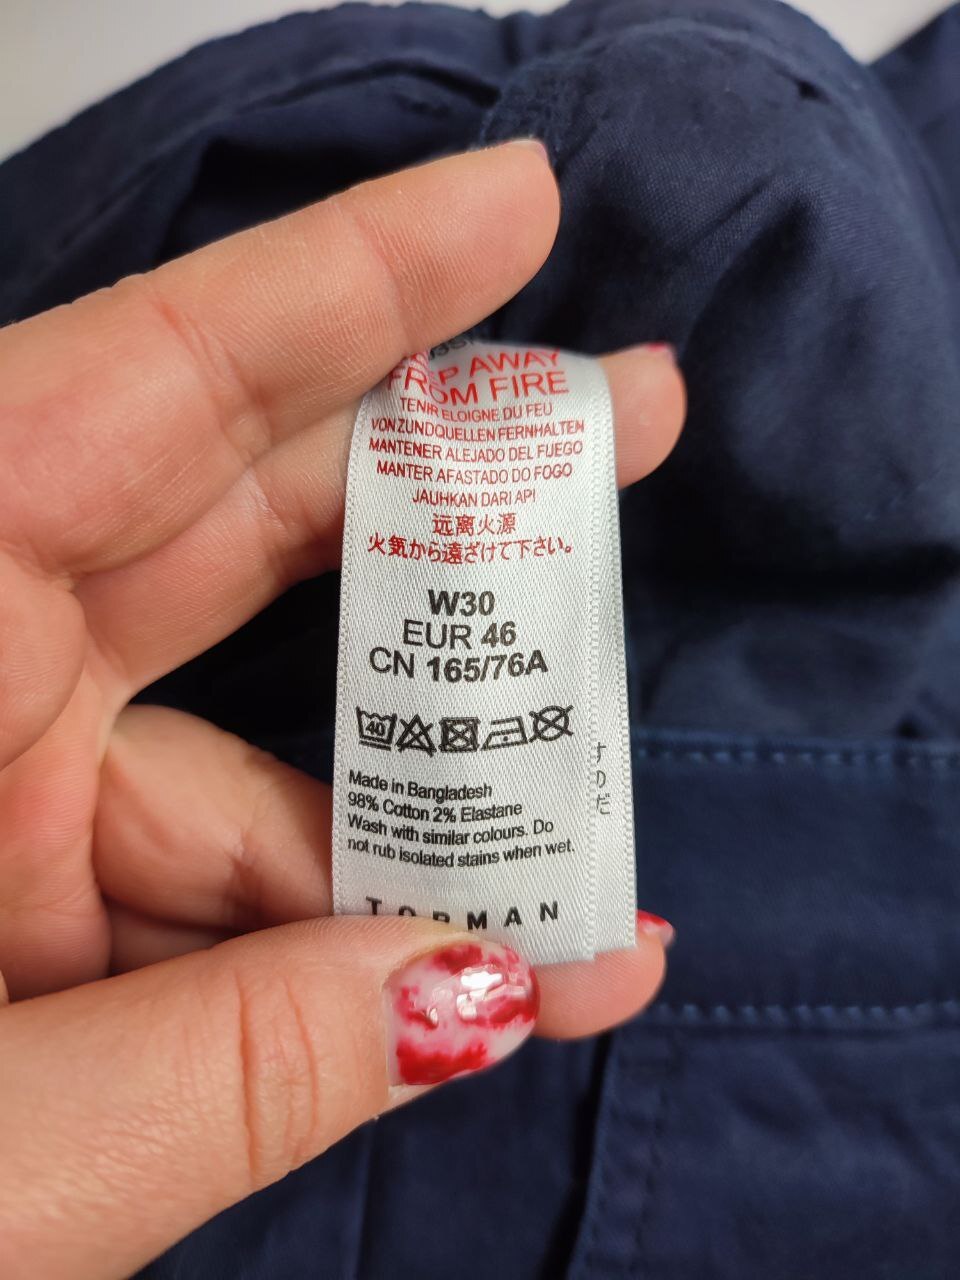 KEEP AWAY
FROM FIRE
TENIR ELOIGNE DU FEU
VON ZUNDQUELLEN FERNHALTEN
MANTENER ALEJADO DEL FUEGO
MANTER AFASTADO DO FOGO
JAUHKAN DARI API
远离火源
火気から遠ざけて下さい。
W30
EUR 46
CN 165/76A
40
Made in Bangladesh
98% Cotton 2% Elastane
Wash with similar colours. Do
not rub isolated stains when wet.
TOPMAN